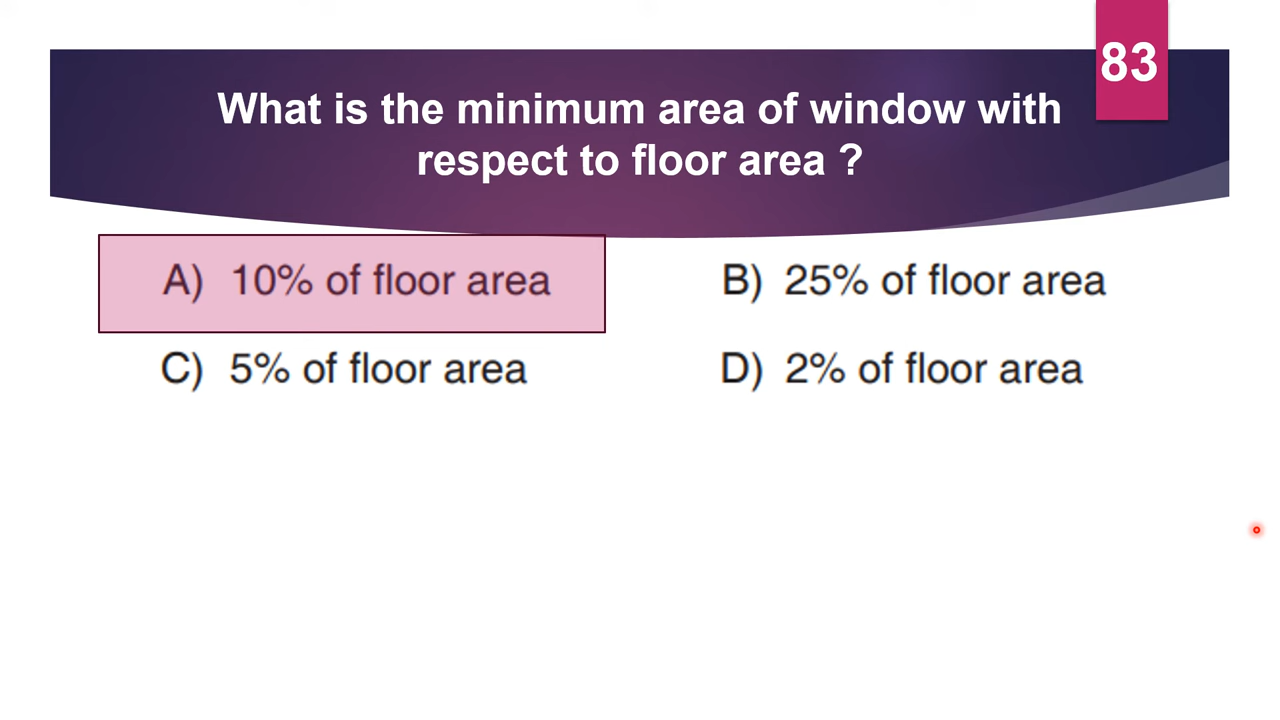 83
What is the minimum area of window with
respect to floor area ?
A) 10% of floor area
B) 25% of floor area
C) 5% of floor area
D) 2% of floor area